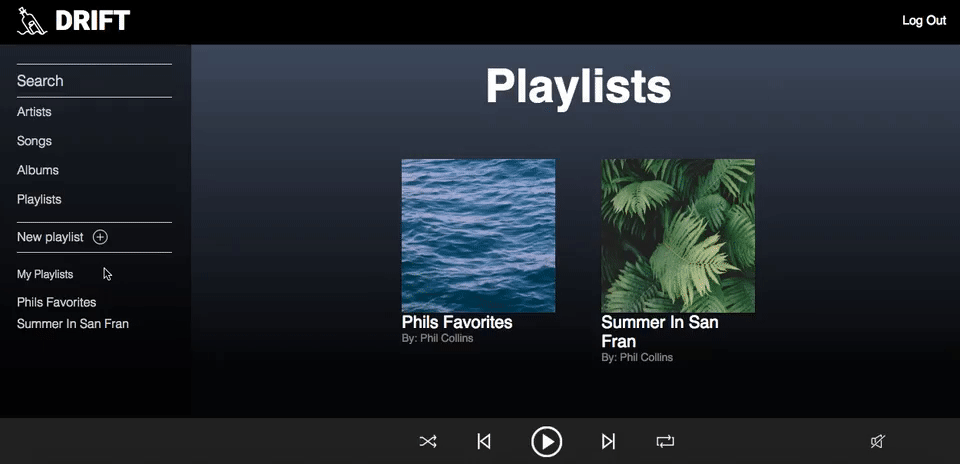 DRIFT
Log Out
Search
Artists
Songs
Albums
Playlists
New playlist
My Playlists
Phils Favorites
Summer In San Fran
Playlists
Phils Favorites
By: Phil Collins
Summer In San
Fran
By: Phil Collins